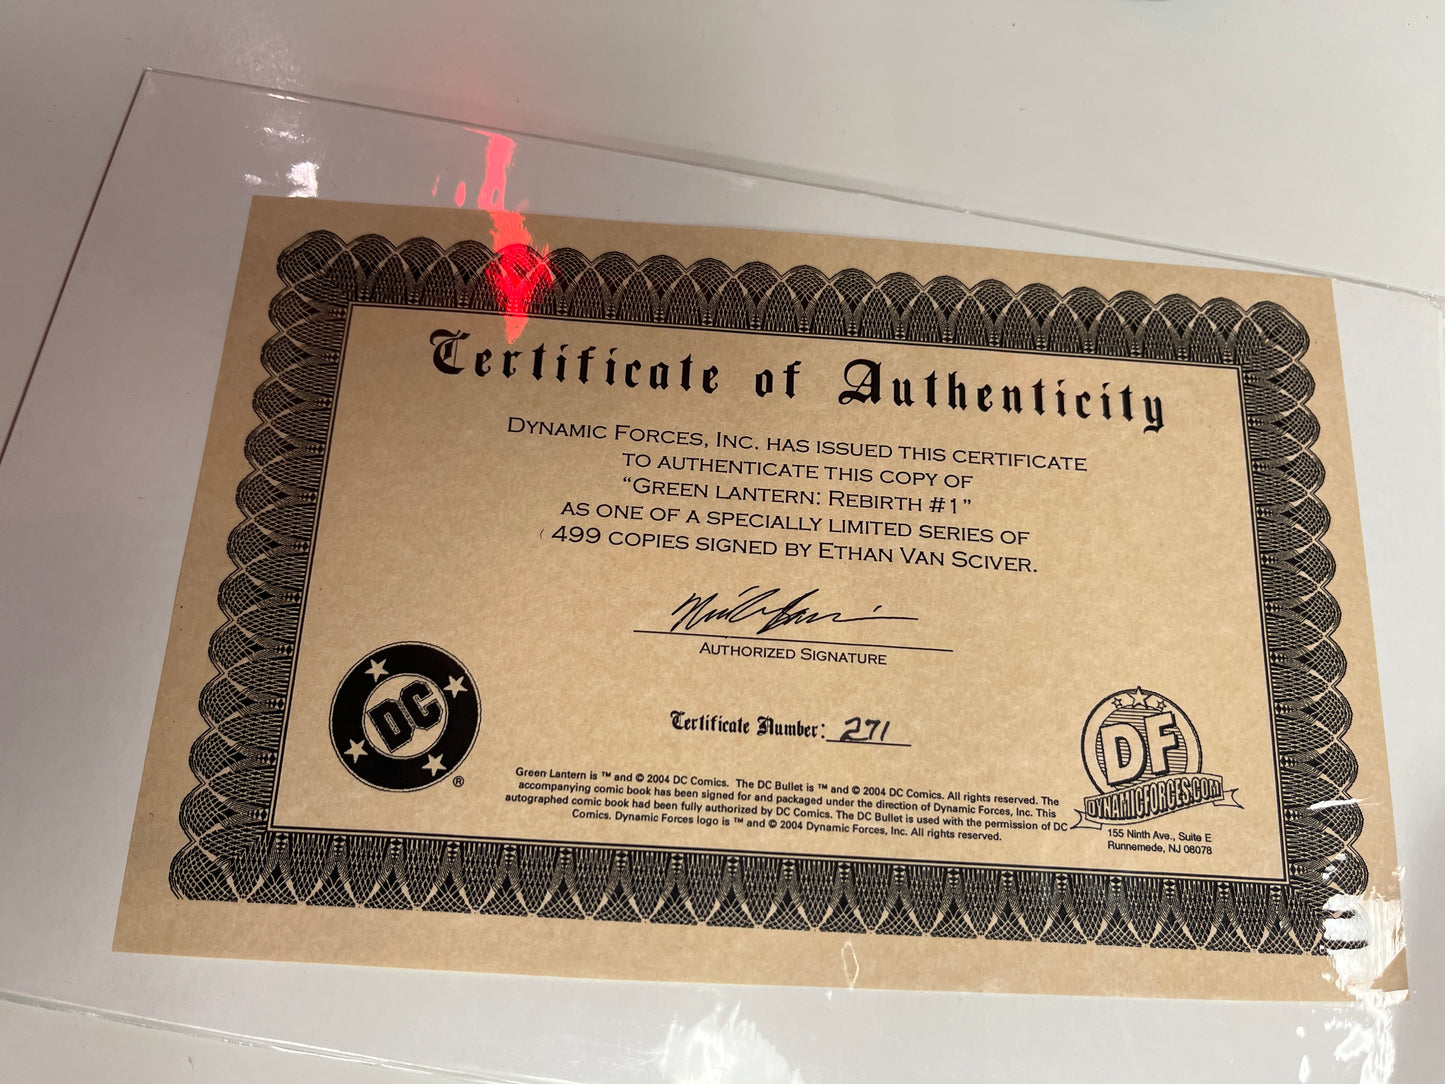 Certificate of Authenticity
DYNAMIC FORCES, INC. HAS ISSUED THIS CERTIFICATE
TO AUTHENTICATE THIS COPY OF
“GREEN LANTERN: REBIRTH #1”
AS ONE OF A SPECIALLY LIMITED SERIES OF
499 COPIES SIGNED BY ETHAN VAN SCIVER.
AUTHORIZED SIGNATURE
Certificate Number: 271
DC
®
Green Lantern is ™ and © 2004 DC Comics. The DC Bullet is ™ and © 2004 DC Comics. All rights reserved. The
accompanying comic book has been signed for and packaged under the direction of Dynamic Forces, Inc. This
autographed comic book had been fully authorized by DC Comics. The DC Bullet is used with the permission of DC
Comics. Dynamic Forces logo is ™ and © 2004 Dynamic Forces, Inc. All rights reserved.
DF
DYNAMICFORCES.COM
155 Ninth Ave., Suite E
Runnemede, NJ 08078